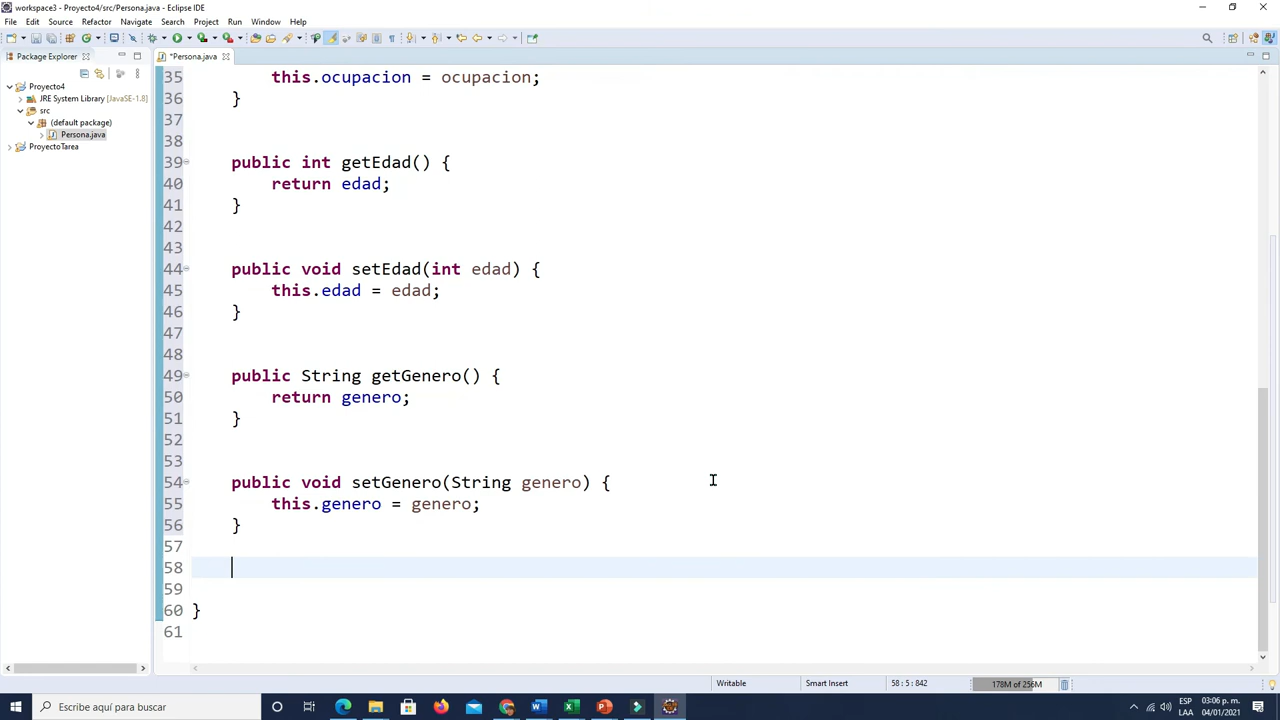 workspace3 - Proyecto4/src/Persona.java - Eclipse IDE
File Edit Source Refactor Navigate Search Project Run Window Help
Package Explorer
*Persona.java
Proyecto4
JRE System Library [JavaSE-1.8]
src
(default package)
Persona.java
ProyectoTarea
35 this.ocupacion = ocupacion;
36 }
37
38
39 public int getEdad() {
40 return edad;
41 }
42
43
44 public void setEdad(int edad) {
45 this.edad = edad;
46 }
47
48
49 public String getGenero() {
50 return genero;
51 }
52
53
54 public void setGenero(String genero) {
55 this.genero = genero;
56 }
57
58
59
60 }
61
Writable Smart Insert 58 : 5 : 842 178M of 256M
Escribe aquí para buscar
ESP 03:06 p. m.
LAA 04/01/2021